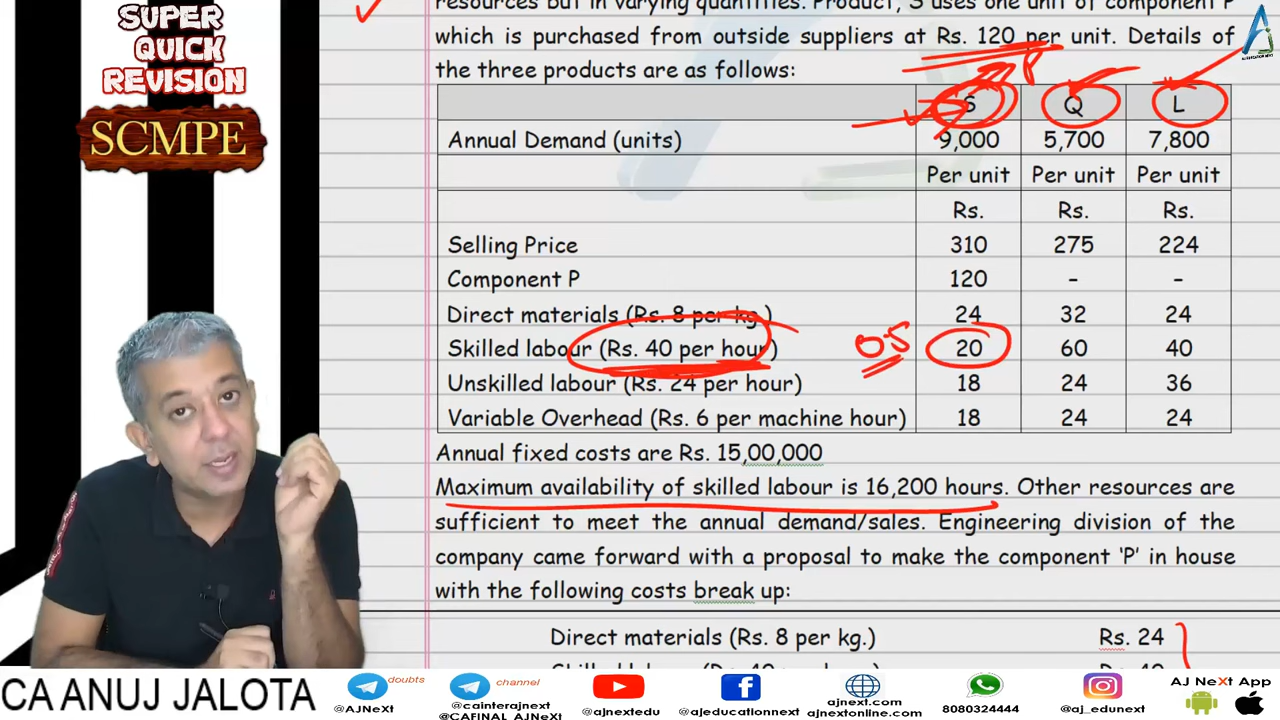 SUPER
QUICK
REVISION
SCMPE
resources but in varying quantities. Product, S uses one unit of component P
which is purchased from outside suppliers at Rs. 120 per unit. Details of
the three products are as follows:
P
S Q L
Annual Demand (units) 9,000 5,700 7,800
Per unit Per unit Per unit
Rs. Rs. Rs.
Selling Price 310 275 224
Component P 120 – –
Direct materials (Rs. 8 per kg.) 24 32 24
Skilled labour (Rs. 40 per hour) 0.5 20 60 40
Unskilled labour (Rs. 24 per hour) 18 24 36
Variable Overhead (Rs. 6 per machine hour) 18 24 24
Annual fixed costs are Rs. 15,00,000
Maximum availability of skilled labour is 16,200 hours. Other resources are
sufficient to meet the annual demand/sales. Engineering division of the
company came forward with a proposal to make the component 'P' in house
with the following costs break up:
Direct materials (Rs. 8 per kg.) Rs. 24
CA ANUJ JALOTA
doubts
@AJNeXt
channel
@cainterajnext
@CAFINAL_AJNeXt
@ajnextedu
@ajeducationnext
ajnext.com
ajnextonline.com
8080324444
@aj_edunext
AJ NeXt App